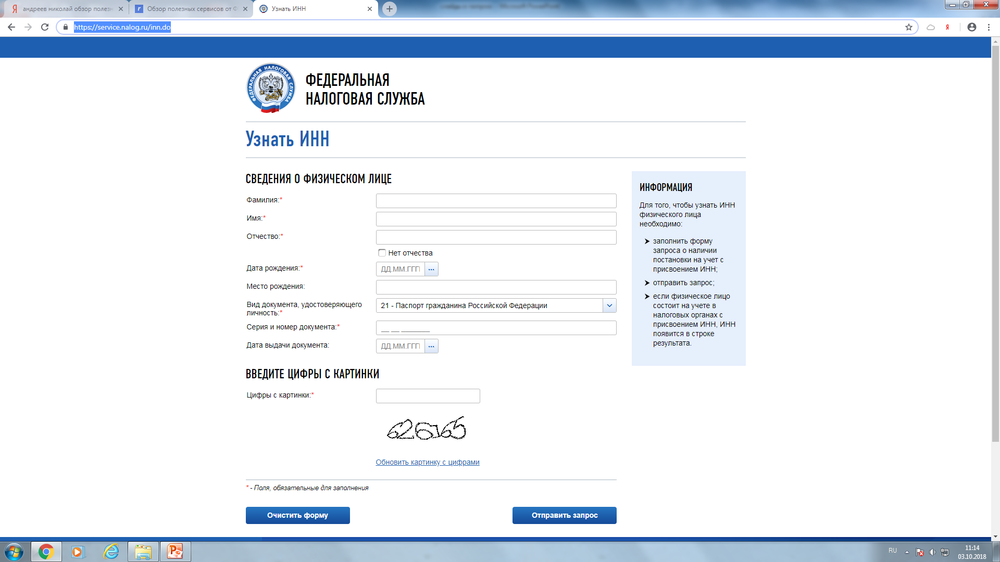 андреев николай обзор полезн
Обзор полезных сервисов от Ф
Узнать ИНН
https://service.nalog.ru/inn.do
ФЕДЕРАЛЬНАЯ
НАЛОГОВАЯ СЛУЖБА
Узнать ИНН
СВЕДЕНИЯ О ФИЗИЧЕСКОМ ЛИЦЕ
Фамилия:*
Имя:*
Отчество:*
Нет отчества
Дата рождения:*
ДД.ММ.ГГГГ
Место рождения:
Вид документа, удостоверяющего
личность:*
21 - Паспорт гражданина Российской Федерации
Серия и номер документа:*
Дата выдачи документа:
ДД.ММ.ГГГГ
ИНФОРМАЦИЯ
Для того, чтобы узнать ИНН
физического лица
необходимо:
заполнить форму
запроса о наличии
постановки на учет с
присвоением ИНН;
отправить запрос;
если физическое лицо
состоит на учете в
налоговых органах с
присвоением ИНН, ИНН
появится в строке
результата.
ВВЕДИТЕ ЦИФРЫ С КАРТИНКИ
Цифры с картинки:*
Обновить картинку с цифрами
* - Поля, обязательные для заполнения
Очистить форму
Отправить запрос
RU
11:14
03.10.2018